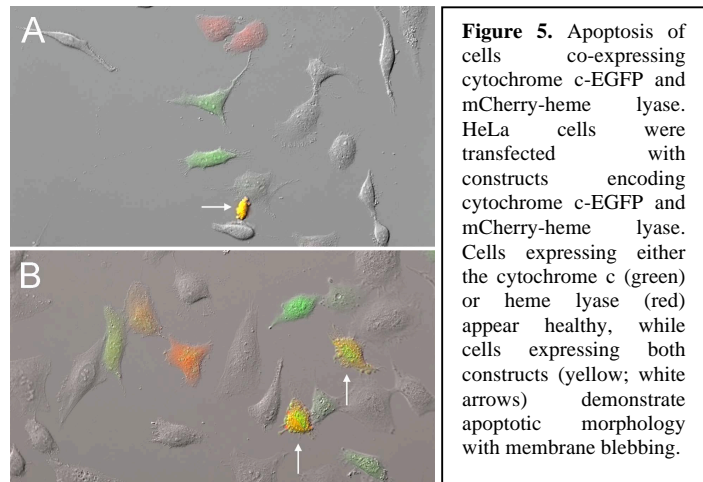 A
B
Figure 5. Apoptosis of
cells co-expressing
cytochrome c-EGFP and
mCherry-heme lyase.
HeLa cells were
transfected with
constructs encoding
cytochrome c-EGFP and
mCherry-heme lyase.
Cells expressing either
the cytochrome c (green)
or heme lyase (red)
appear healthy, while
cells expressing both
constructs (yellow; white
arrows) demonstrate
apoptotic morphology
with membrane blebbing.